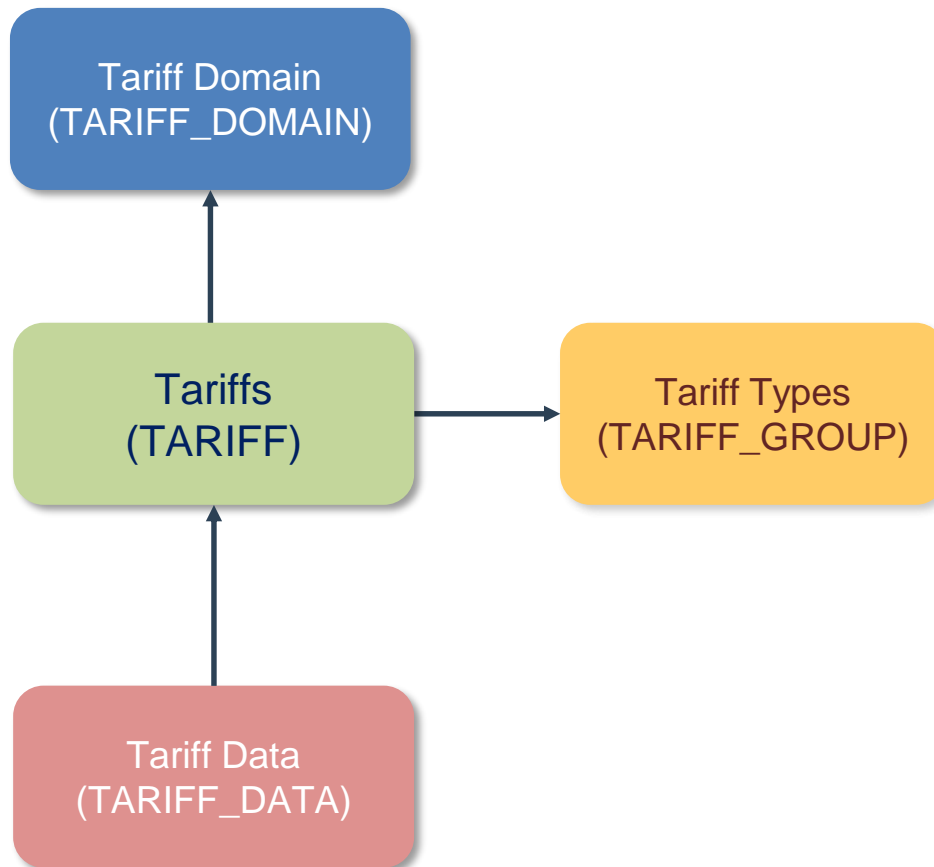 Tariff Domain
(TARIFF_DOMAIN)
Tariffs
(TARIFF)
Tariff Types
(TARIFF_GROUP)
Tariff Data
(TARIFF_DATA)